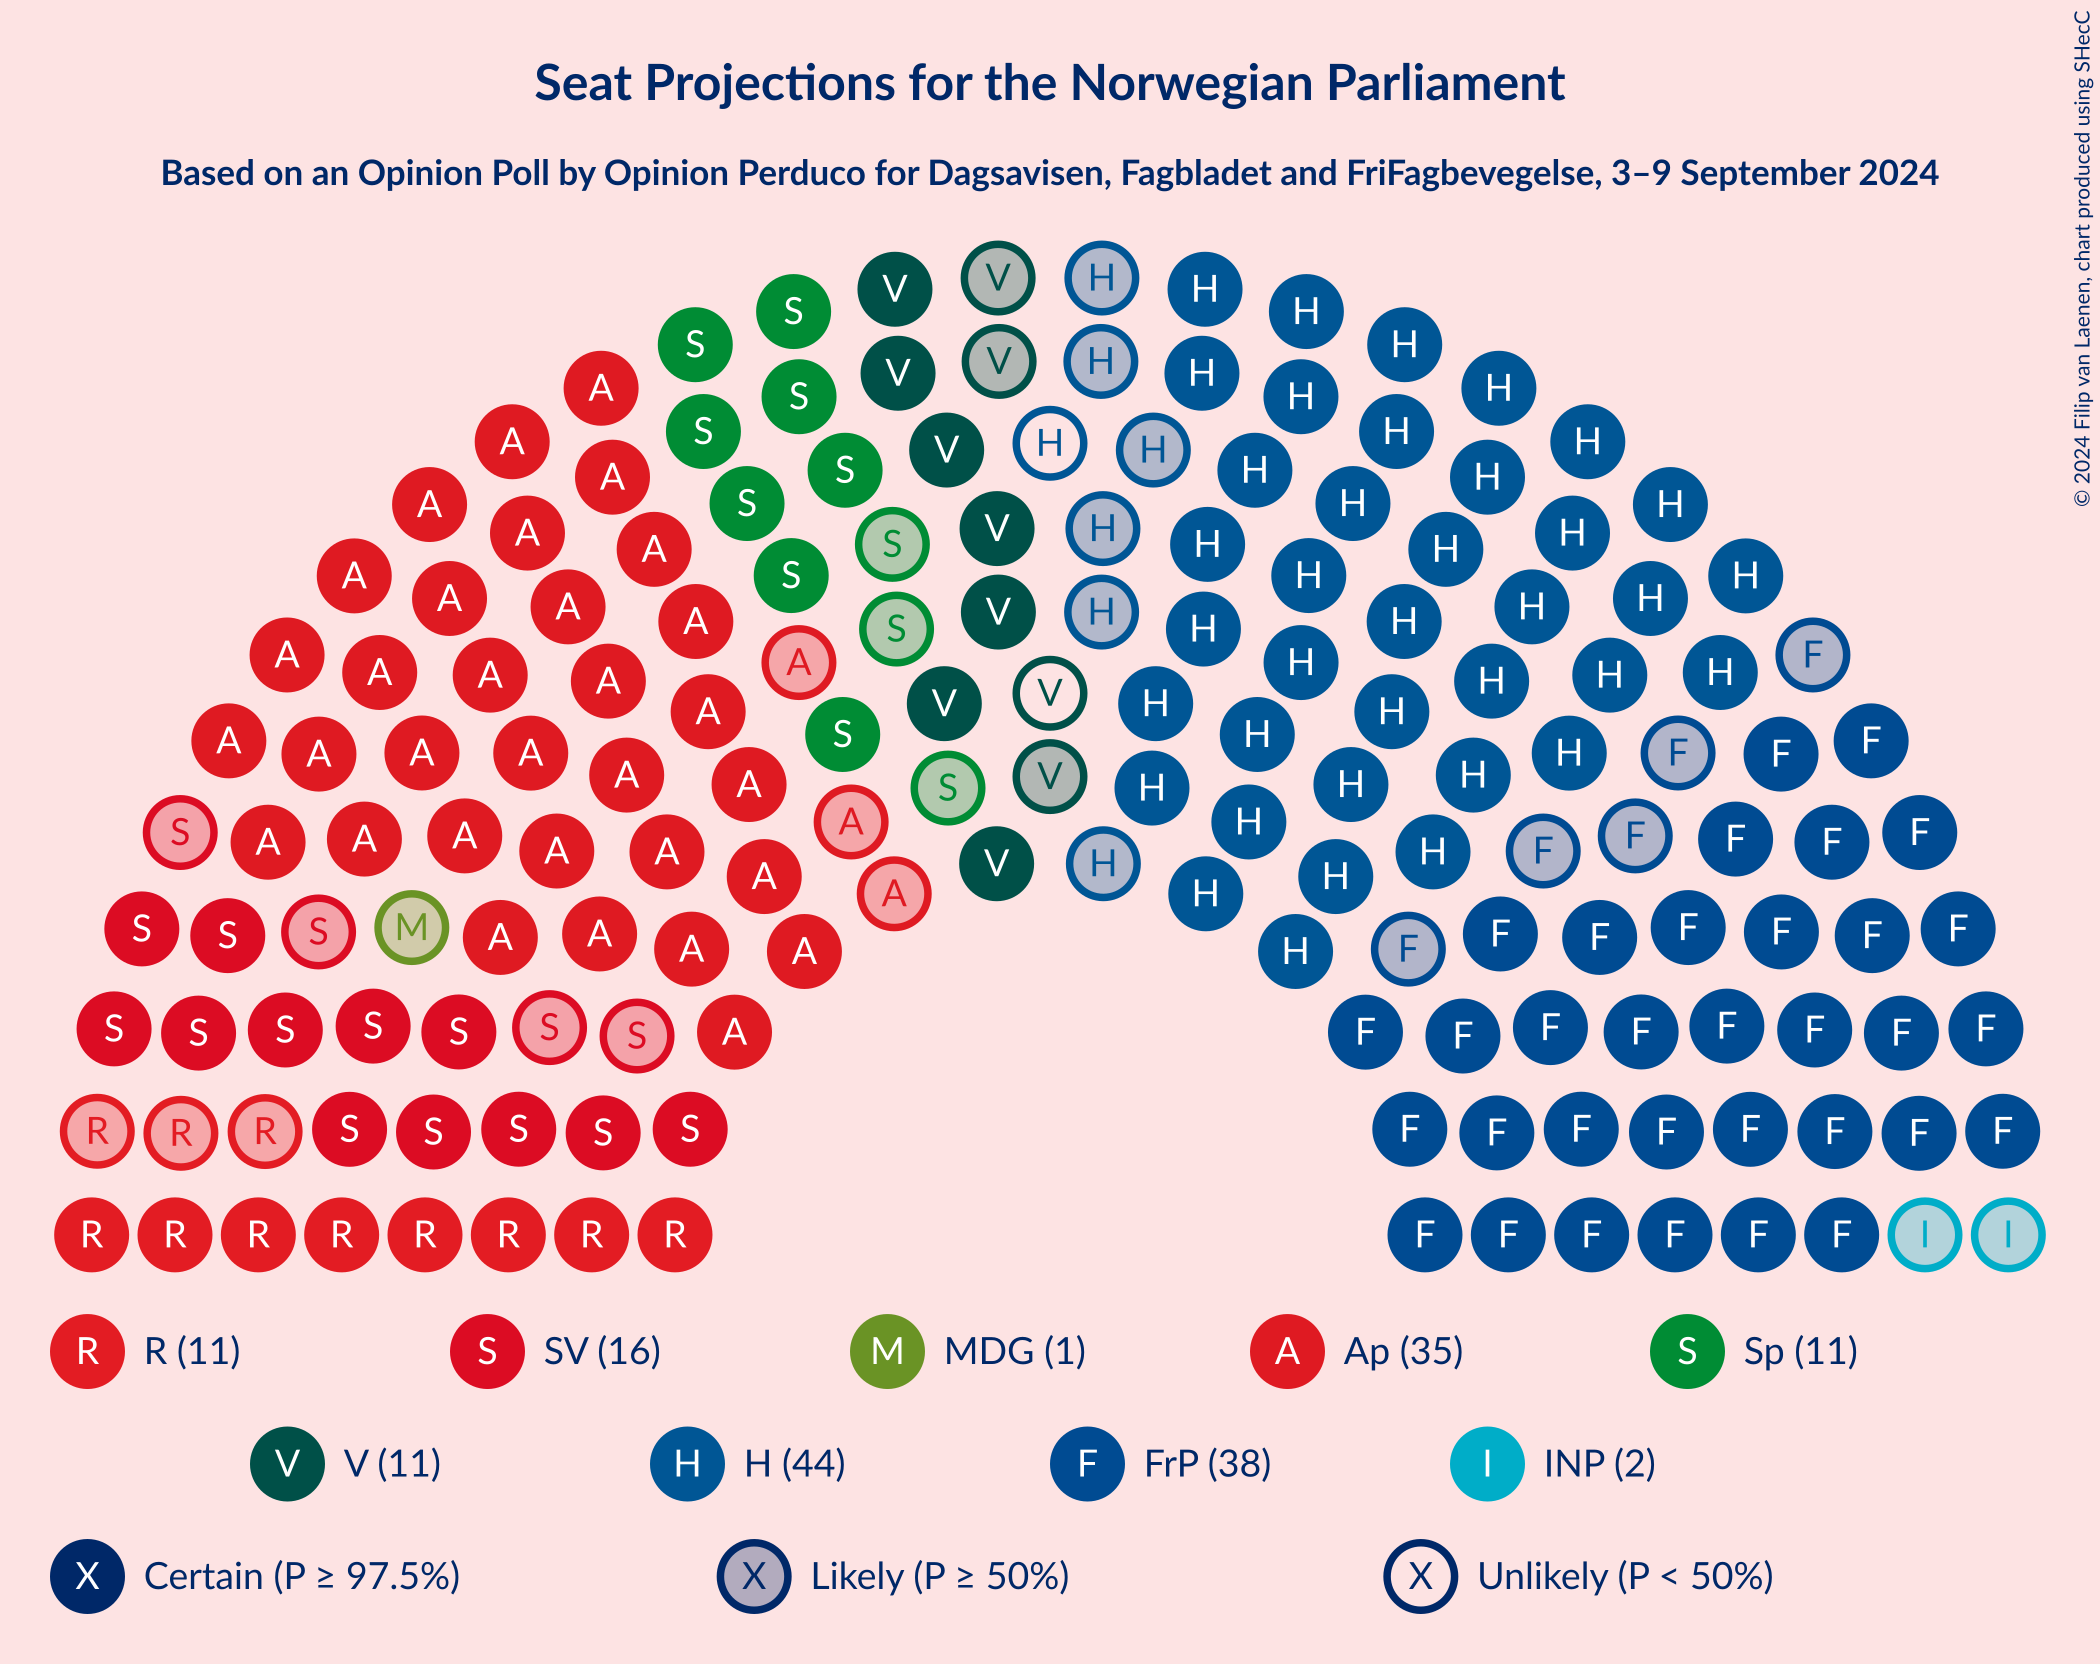 Seat Projections for the Norwegian Parliament
Based on an Opinion Poll by Opinion Perduco for Dagsavisen, Fagbladet and FriFagbevegelse, 3–9 September 2024
© 2024 Filip van Laenen, chart produced using SHecC
V V H H
S H
S H
A S V V H H H H
A S V H H H H
A A S S H H H H
A A S V H H H H
A A A A S S V H H H H H H H
A A A A A A V V H H H H H H F
A A A A A A S S V H H H H H F F F
S A A A A A A A A V H H H H H F F F F F
S S S M A A A A H F F F F F F F
S S S S S S S A F F F F F F F F
R R R S S S S S F F F F F F F F
R R R R R R R R F F F F F F I I
R R (11) S SV (16) M MDG (1) A Ap (35) S Sp (11)
V V (11) H H (44) F FrP (38) I INP (2)
X Certain (P ≥ 97.5%) X Likely (P ≥ 50%) X Unlikely (P < 50%)